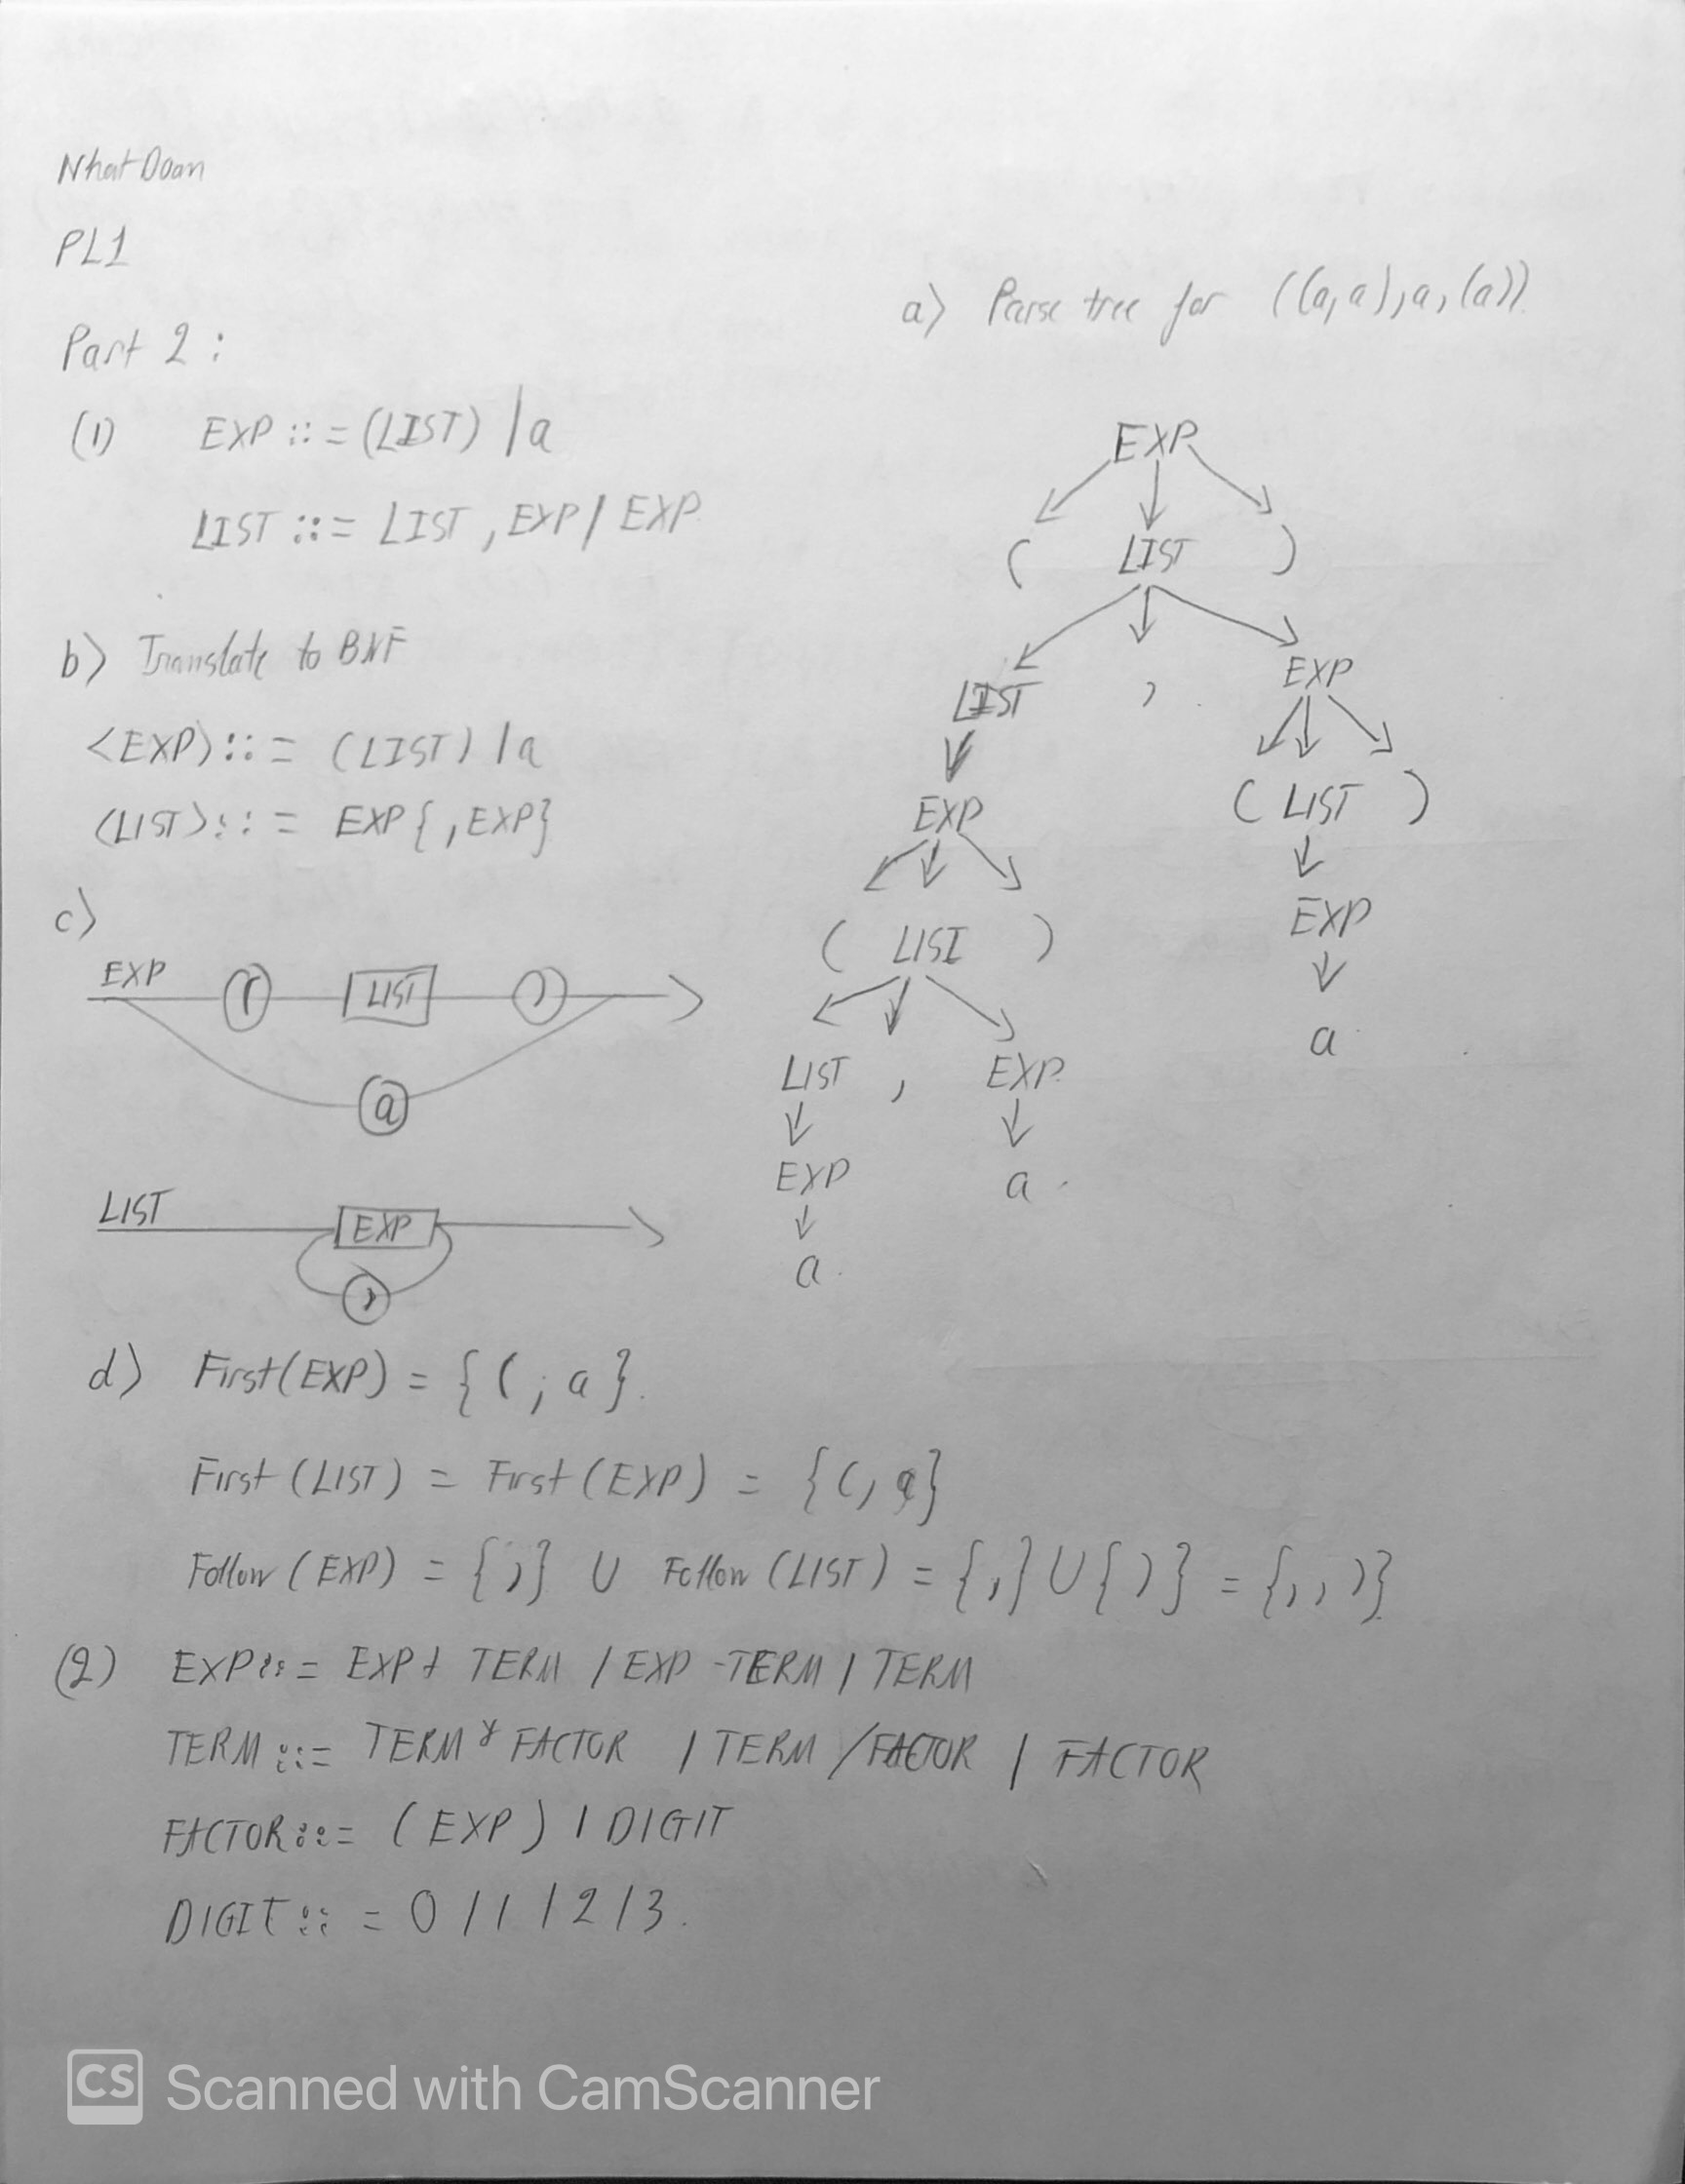 Nhat Doan
PL1
Part 2 :
(1) EXP ::= (LIST) | a
LIST ::= LIST , EXP | EXP
b) Translate to BNF
<EXP> ::= (LIST) | a
<LIST> ::= EXP { , EXP}
c)
EXP ( LIST )
a
LIST EXP
,
a) Parse tree for ((a,a),a,(a))
EXP
( LIST )
LIST , EXP
EXP ( LIST )
( LIST ) EXP
LIST , EXP a
EXP a
a
d) First(EXP) = { ( , a }.
First (LIST) = First (EXP) = { (, a}
Follow (EXP) = {,} U Follow (LIST) = {,} U { ) } = {, , )}
(2) EXP ::= EXP + TERM | EXP - TERM | TERM
TERM ::= TERM * FACTOR | TERM / FACTOR | FACTOR
FACTOR ::= ( EXP ) | DIGIT
DIGIT :: = 0 | 1 | 2 | 3.
CS Scanned with CamScanner